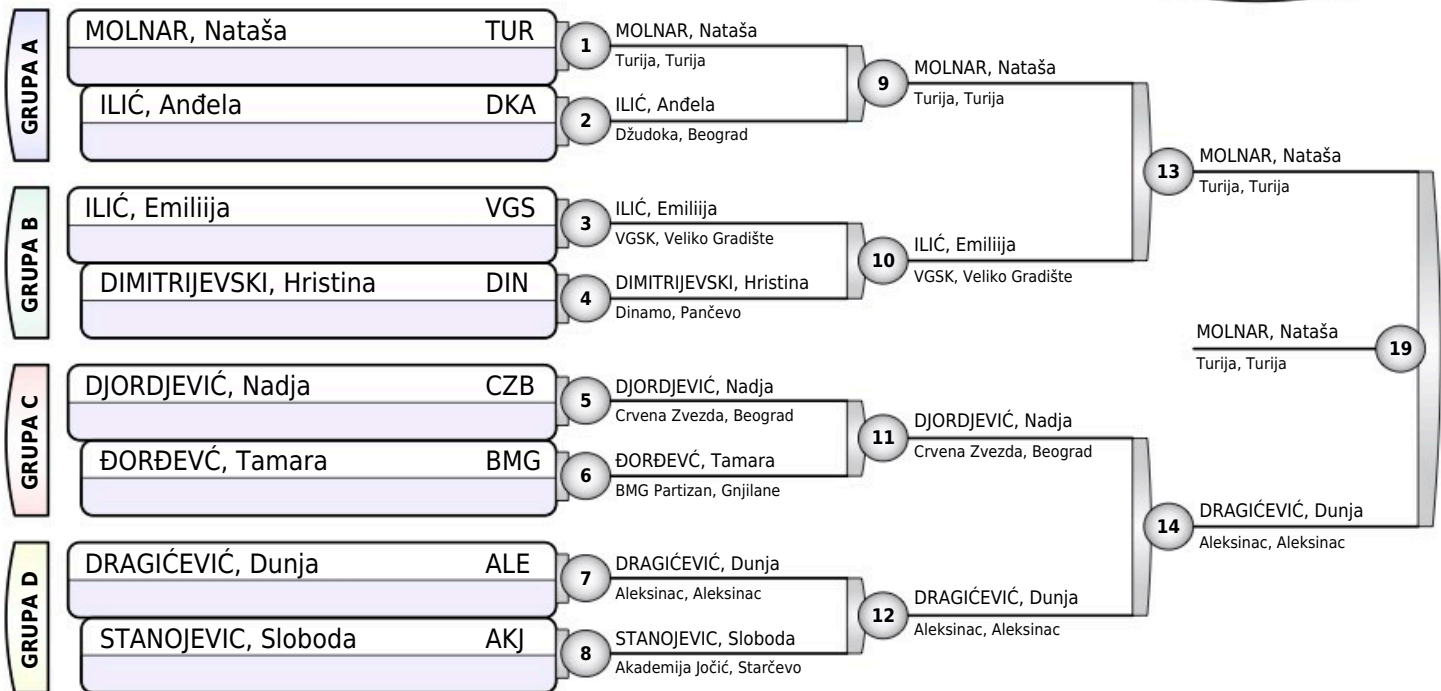 GRUPA A
MOLNAR, Nataša TUR
ILIĆ, Anđela DKA
GRUPA B
ILIĆ, Emiliija VGS
DIMITRIJEVSKI, Hristina DIN
GRUPA C
DJORDJEVIĆ, Nadja CZB
ĐORĐEVĆ, Tamara BMG
GRUPA D
DRAGIĆEVIĆ, Dunja ALE
STANOJEVIC, Sloboda AKJ
1 MOLNAR, Nataša
Turija, Turija
2 ILIĆ, Anđela
Džudoka, Beograd
3 ILIĆ, Emiliija
VGSK, Veliko Gradište
4 DIMITRIJEVSKI, Hristina
Dinamo, Pančevo
5 DJORDJEVIĆ, Nadja
Crvena Zvezda, Beograd
6 ĐORĐEVĆ, Tamara
BMG Partizan, Gnjilane
7 DRAGIĆEVIĆ, Dunja
Aleksinac, Aleksinac
8 STANOJEVIC, Sloboda
Akademija Jočić, Starčevo
9 MOLNAR, Nataša
Turija, Turija
10 ILIĆ, Emiliija
VGSK, Veliko Gradište
11 DJORDJEVIĆ, Nadja
Crvena Zvezda, Beograd
12 DRAGIĆEVIĆ, Dunja
Aleksinac, Aleksinac
13 MOLNAR, Nataša
Turija, Turija
14 DRAGIĆEVIĆ, Dunja
Aleksinac, Aleksinac
MOLNAR, Nataša 19
Turija, Turija